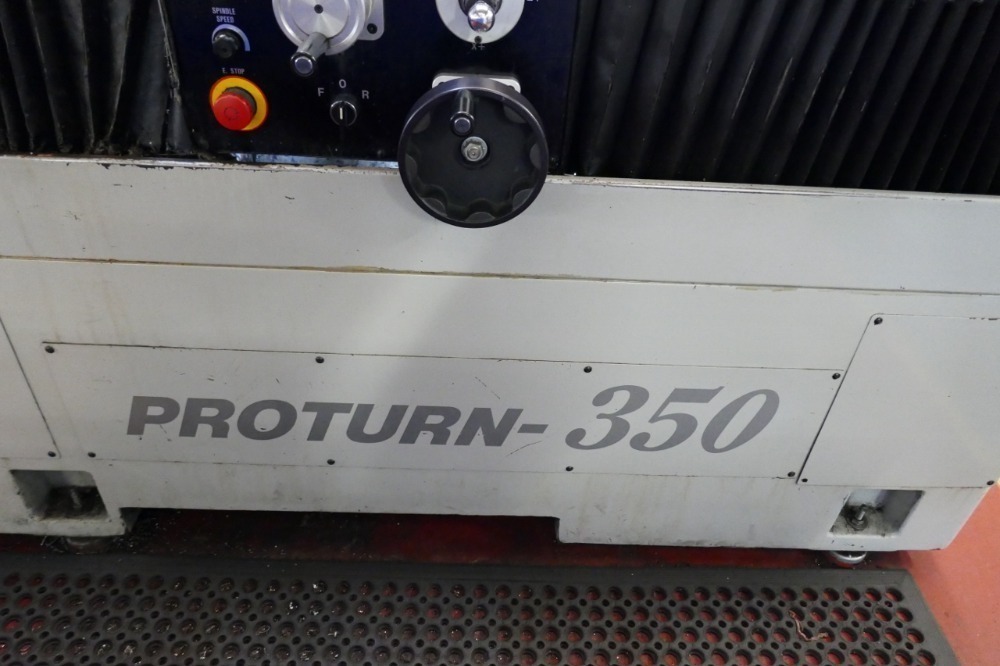 SPINDLE
SPEED
E. STOP
F O R
X+
PROTURN-350